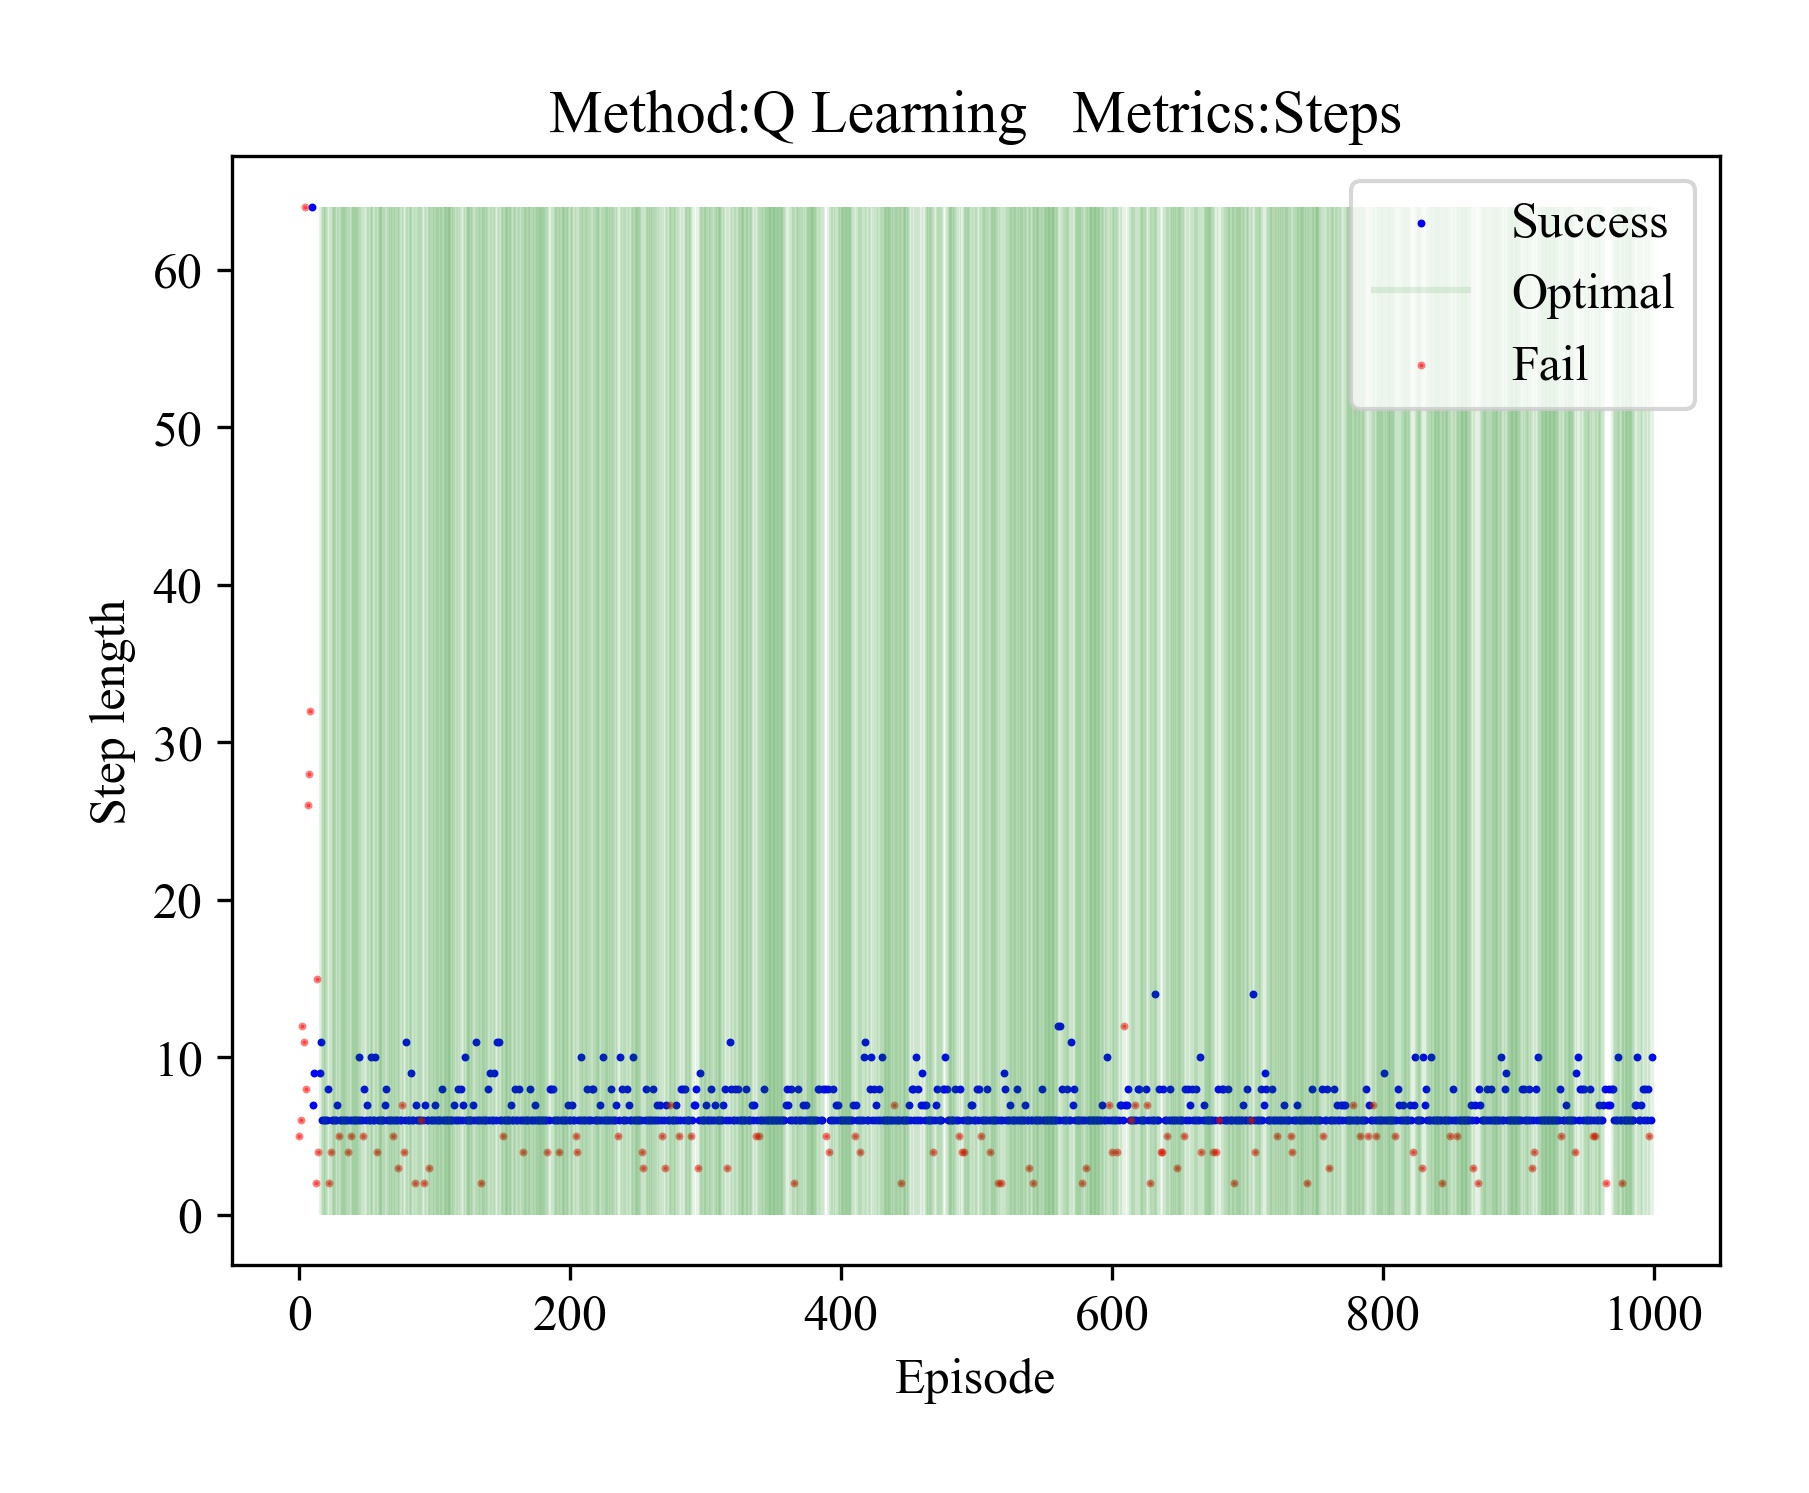 Method:Q Learning   Metrics:Steps
Success
Optimal
Fail
60
50
40
30
20
10
0
Step length
0 200 400 600 800 1000
Episode